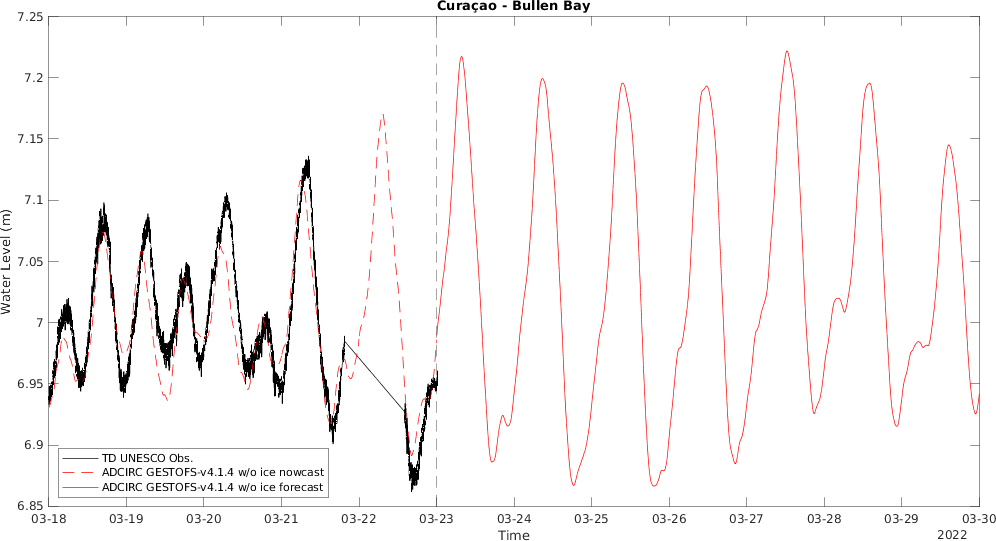 Curaçao - Bullen Bay
Water Level (m)
7.25
7.2
7.15
7.1
7.05
7
6.95
6.9
6.85
TD UNESCO Obs.
ADCIRC GESTOFS-v4.1.4 w/o ice nowcast
ADCIRC GESTOFS-v4.1.4 w/o ice forecast
03-18 03-19 03-20 03-21 03-22 03-23 03-24 03-25 03-26 03-27 03-28 03-29 03-30
Time
2022